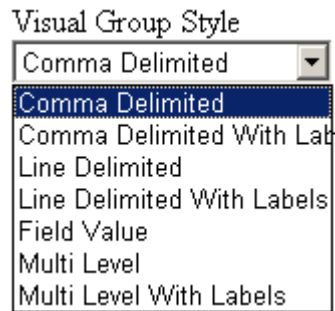 Visual Group Style
Comma Delimited
Comma Delimited
Comma Delimited With Lab
Line Delimited
Line Delimited With Labels
Field Value
Multi Level
Multi Level With Labels